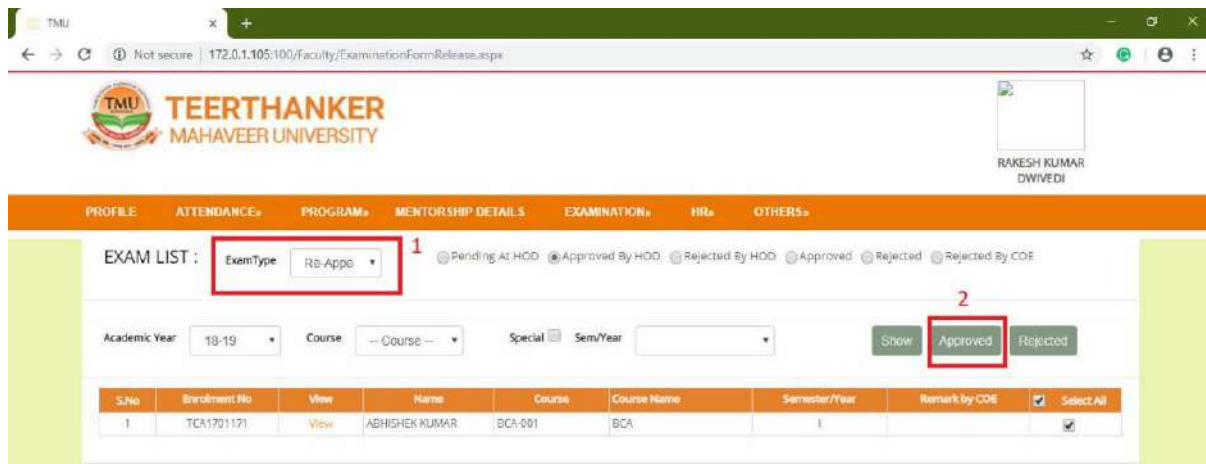 TMU
Not secure | 172.0.1.105:100/Faculty/ExaminationFormRelease.aspx
TMU
TEERTHANKER
MAHAVEER UNIVERSITY
RAKESH KUMAR
DWIVEDI
PROFILE ATTENDANCE» PROGRAM» MENTORSHIP DETAILS EXAMINATION» HR» OTHERS»
EXAM LIST : ExamType Re-Appe 1 Pending At HOD Approved By HOD Rejected By HOD Approved Rejected Rejected By COE
2
Academic Year 18-19 Course -- Course -- Special Sem/Year Show Approved Rejected
S.No Enrolment No View Name Course Course Name Semester/Year Remark by COE Select All
1 TCA1701171 View ABHISHEK KUMAR BCA-001 BCA I